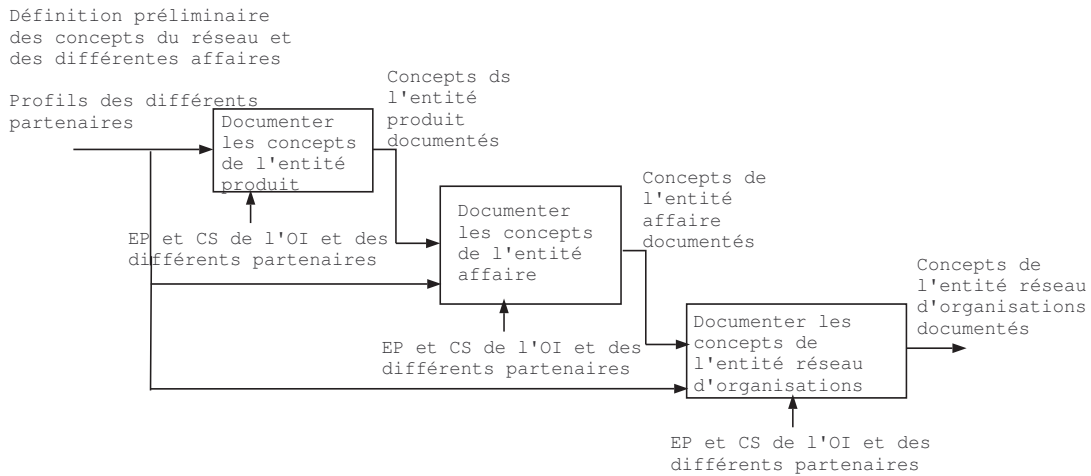 Définition préliminaire
des concepts du réseau et
des différentes affaires
Profils des différents
partenaires
Concepts ds
l'entité
produit
documentés
Documenter
les concepts
de l'entité
produit
EP et CS de l'OI et des
différents partenaires
Concepts de
l'entité
affaire
documentés
Documenter
les concepts
de l'entité
affaire
EP et CS de l'OI et des
différents partenaires
Concepts de
l'entité réseau
d'organisations
documentés
Documenter les
concepts de
l'entité réseau
d'organisations
EP et CS de l'OI et des
différents partenaires